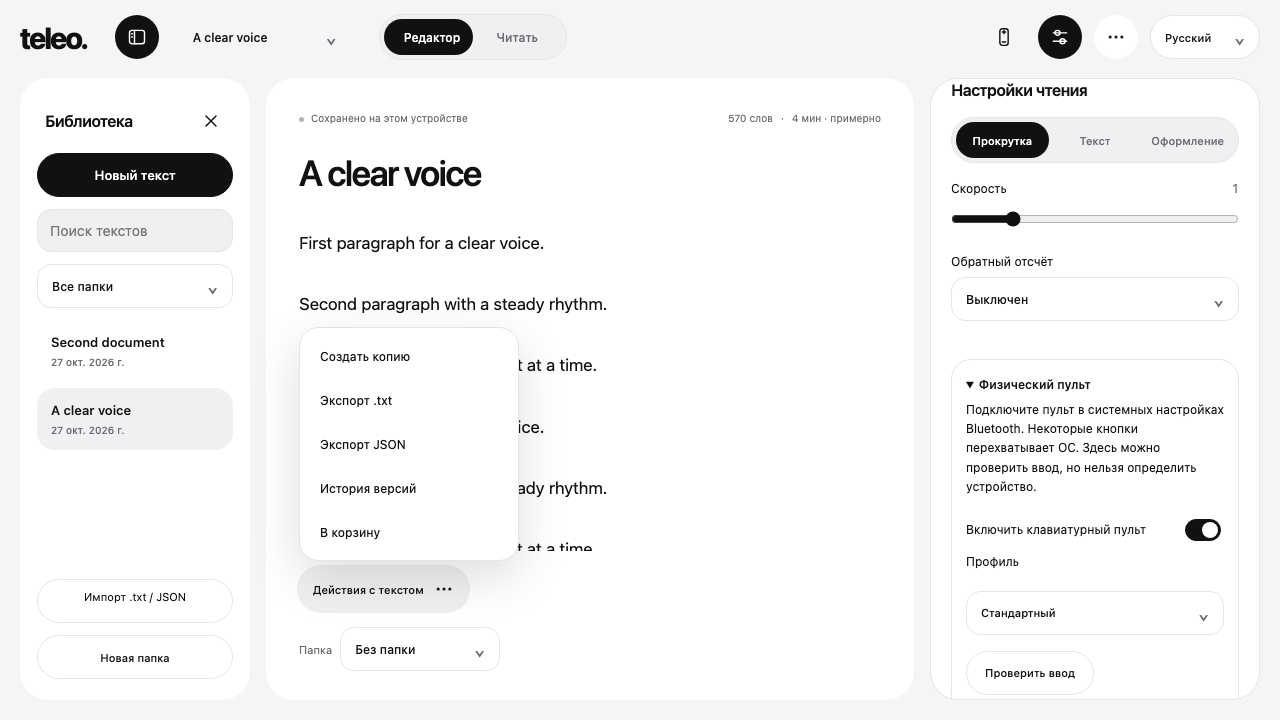 teleo.
A clear voice
Редактор
Читать
Русский
Библиотека
Новый текст
Поиск текстов
Все папки
Second document
27 окт. 2026 г.
A clear voice
27 окт. 2026 г.
Импорт .txt / JSON
Новая папка
Сохранено на этом устройстве
570 слов · 4 мин · примерно
A clear voice
First paragraph for a clear voice.
Second paragraph with a steady rhythm.
t at a time.
ice.
ady rhythm.
t at a time.
Создать копию
Экспорт .txt
Экспорт JSON
История версий
В корзину
Действия с текстом
Папка
Без папки
Настройки чтения
Прокрутка
Текст
Оформление
Скорость
1
Обратный отсчёт
Выключен
Физический пульт
Подключите пульт в системных настройках
Bluetooth. Некоторые кнопки
перехватывает ОС. Здесь можно
проверить ввод, но нельзя определить
устройство.
Включить клавиатурный пульт
Профиль
Стандартный
Проверить ввод